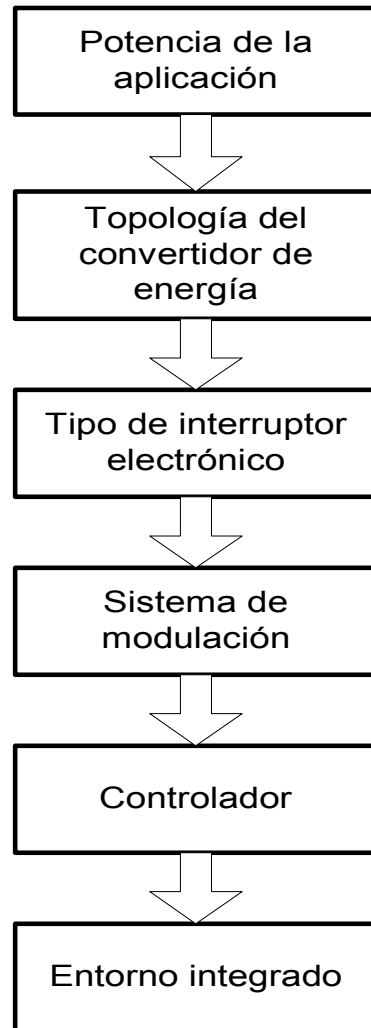 Potencia de la
aplicación
Topología del
convertidor de
energía
Tipo de interruptor
electrónico
Sistema de
modulación
Controlador
Entorno integrado